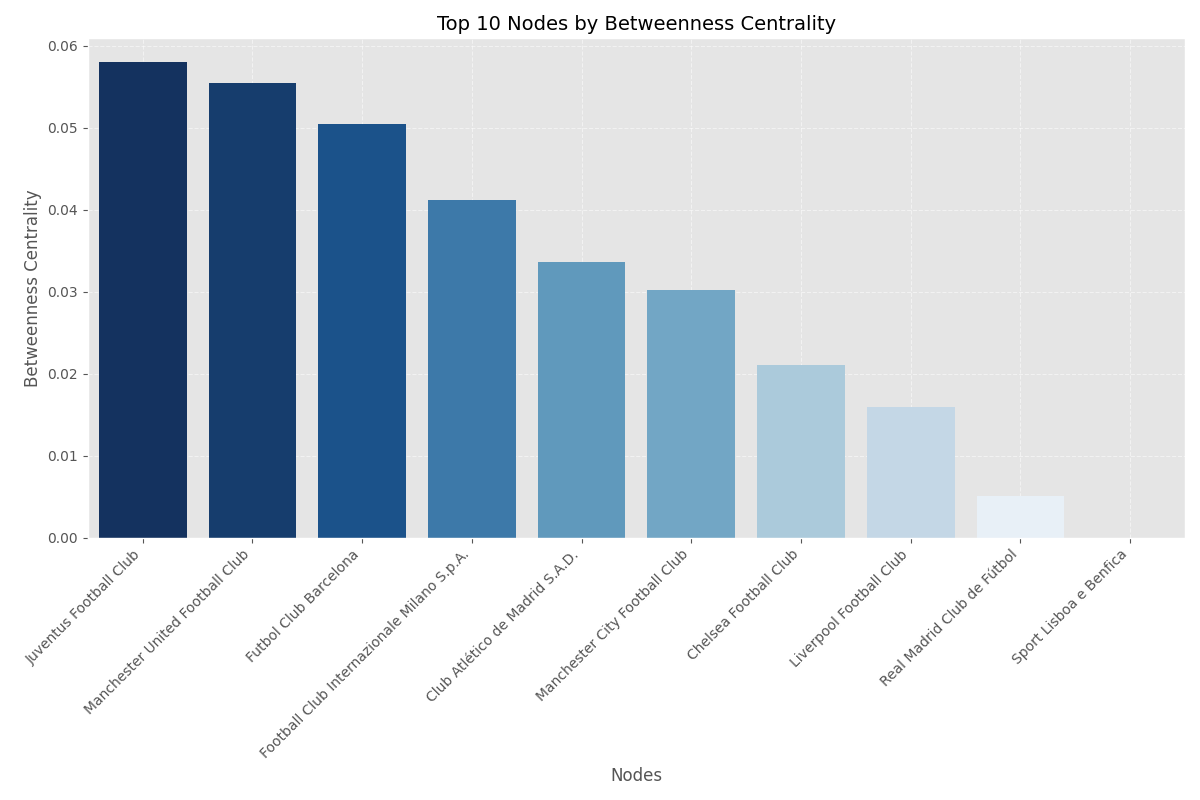 Top 10 Nodes by Betweenness Centrality
Betweenness Centrality
0.06
0.05
0.04
0.03
0.02
0.01
0.00
Juventus Football Club
Manchester United Football Club
Futbol Club Barcelona
Football Club Internazionale Milano S.p.A.
Club Atlético de Madrid S.A.D.
Manchester City Football Club
Chelsea Football Club
Liverpool Football Club
Real Madrid Club de Fútbol
Sport Lisboa e Benfica
Nodes